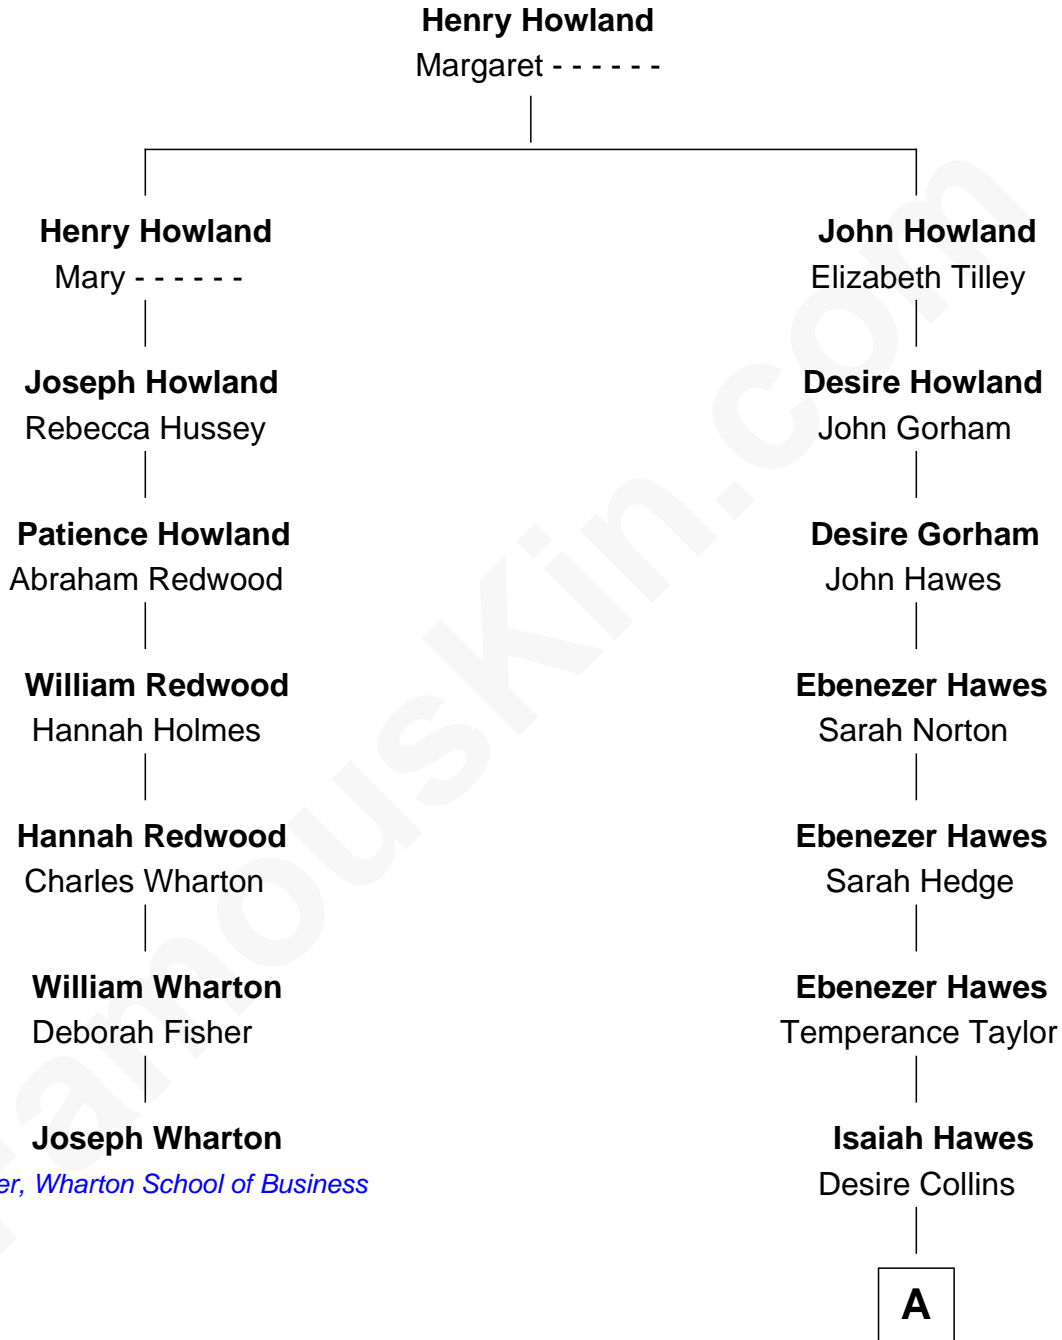 Henry Howland
Margaret - - - - - -
Henry Howland
Mary - - - - - -
John Howland
Elizabeth Tilley
Joseph Howland
Rebecca Hussey
Desire Howland
John Gorham
Patience Howland
Abraham Redwood
Desire Gorham
John Hawes
William Redwood
Hannah Holmes
Ebenezer Hawes
Sarah Norton
Hannah Redwood
Charles Wharton
Ebenezer Hawes
Sarah Hedge
William Wharton
Deborah Fisher
Ebenezer Hawes
Temperance Taylor
Joseph Wharton
er, Wharton School of Business
Isaiah Hawes
Desire Collins
A
FamousKin.com